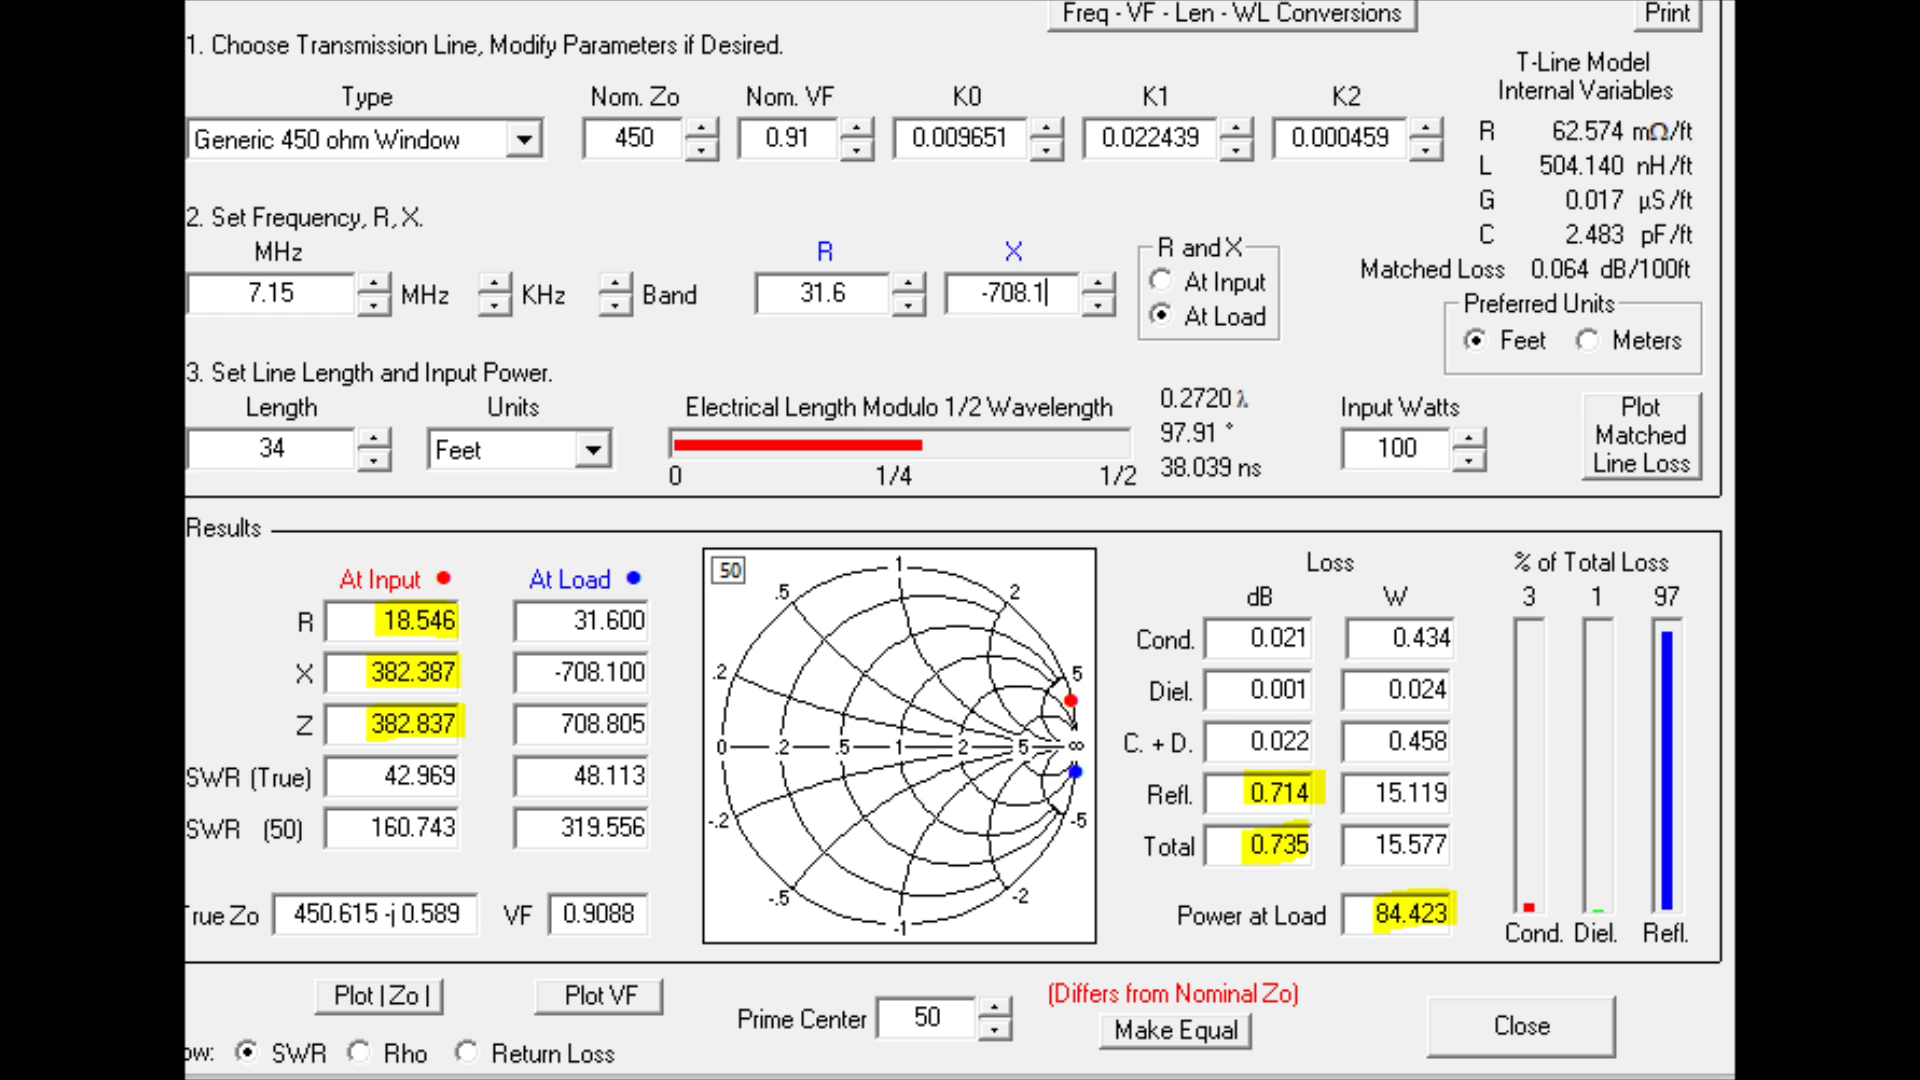 Freq - VF - Len - WL Conversions Print
1. Choose Transmission Line, Modify Parameters if Desired.
T-Line Model
Internal Variables
Type Nom. Zo Nom. VF K0 K1 K2
Generic 450 ohm Window 450 0.91 0.009651 0.022439 0.000459
R 62.574 mΩ/ft
L 504.140 nH/ft
G 0.017 µS/ft
C 2.483 pF/ft
Matched Loss 0.064 dB/100ft
2. Set Frequency, R, X.
MHz R X
7.15 MHz KHz Band 31.6 -708.1
R and X
At Input
At Load
Preferred Units
Feet Meters
3. Set Line Length and Input Power.
Length Units Electrical Length Modulo 1/2 Wavelength
34 Feet
0 1/4 1/2
0.2720 λ
97.91 °
38.039 ns
Input Watts
100
Plot
Matched
Line Loss
Results
At Input At Load
R 18.546 31.600
X 382.387 -708.100
Z 382.837 708.805
SWR (True) 42.969 48.113
SWR (50) 160.743 319.556
True Zo 450.615 -j 0.589 VF 0.9088
50
1
.5 2
.2 5
0 .2 .5 1 2 5 ∞
-.2 -5
-.5 -2
-1
Loss
dB W
Cond. 0.021 0.434
Diel. 0.001 0.024
C. + D. 0.022 0.458
Refl. 0.714 15.119
Total 0.735 15.577
Power at Load 84.423
% of Total Loss
3 1 97
Cond. Diel. Refl.
Plot |Zo| Plot VF
Prime Center 50
(Differs from Nominal Zo)
Make Equal
Close
ow: SWR Rho Return Loss